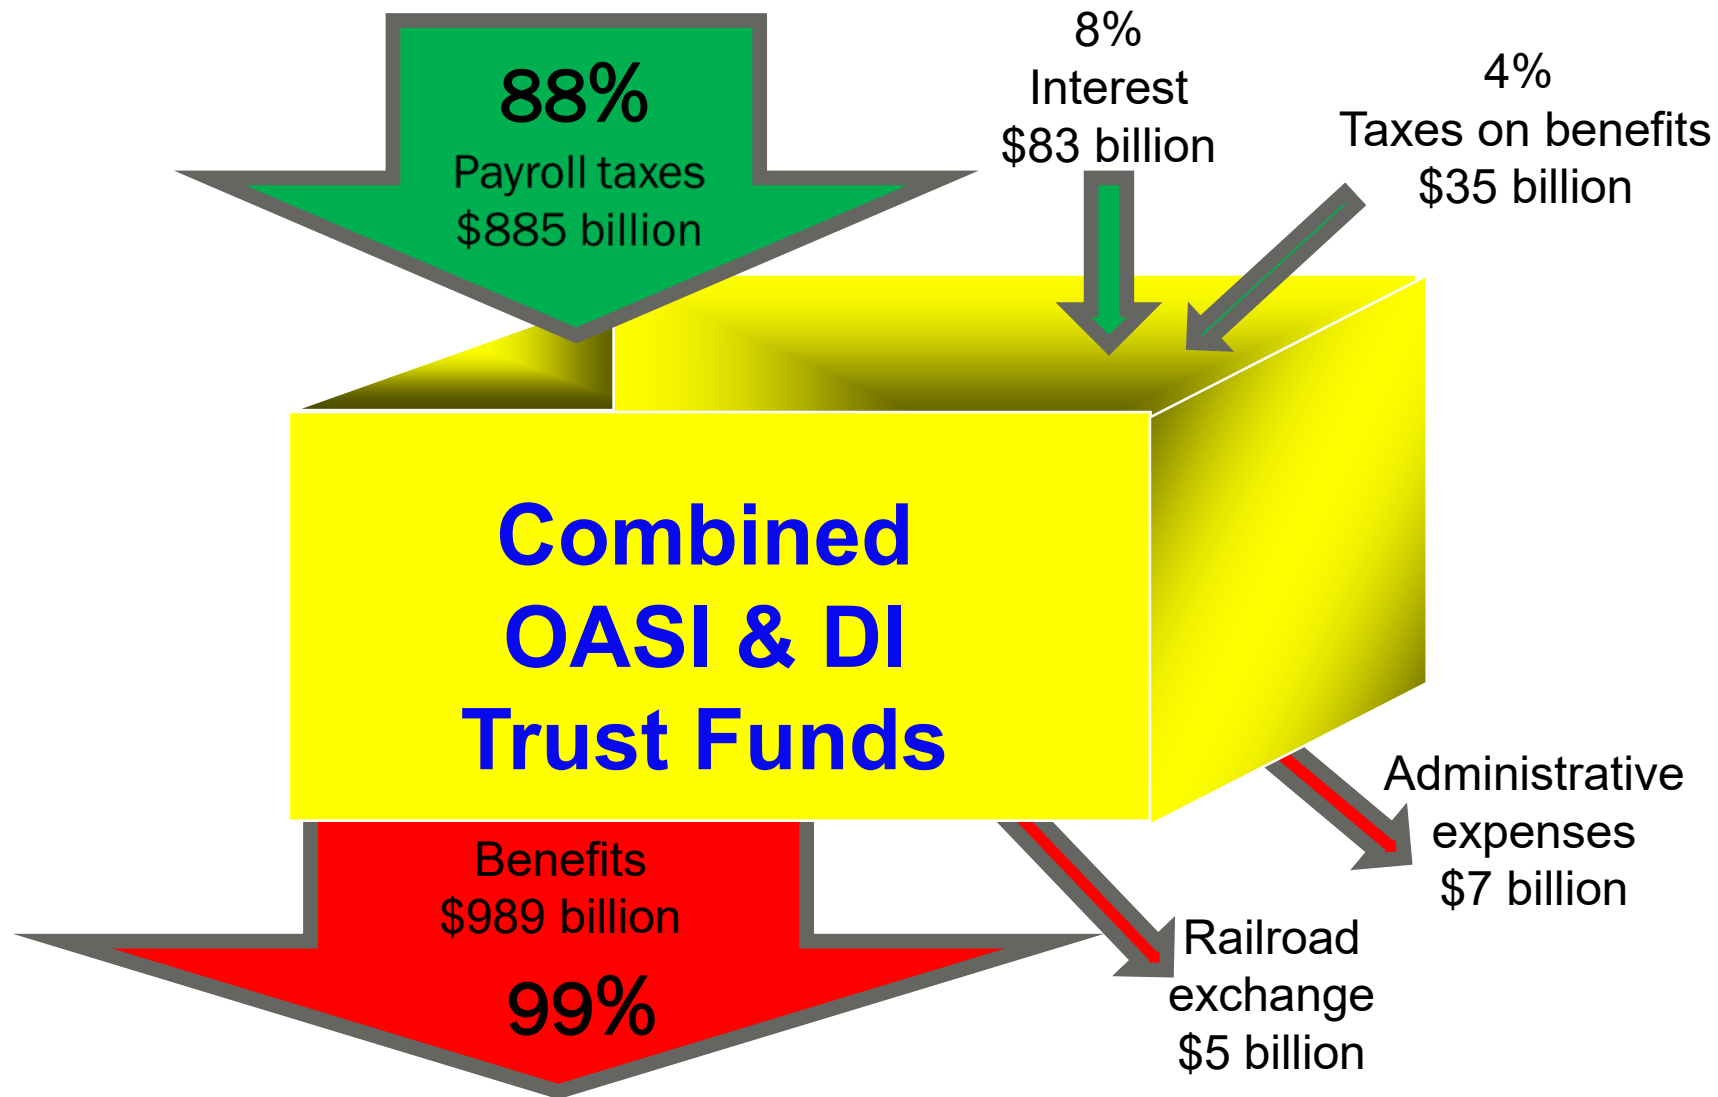 88%
Payroll taxes
$885 billion
8%
Interest
$83 billion
4%
Taxes on benefits
$35 billion
Combined
OASI & DI
Trust Funds
Benefits
$989 billion
99%
Railroad
exchange
$5 billion
Administrative
expenses
$7 billion